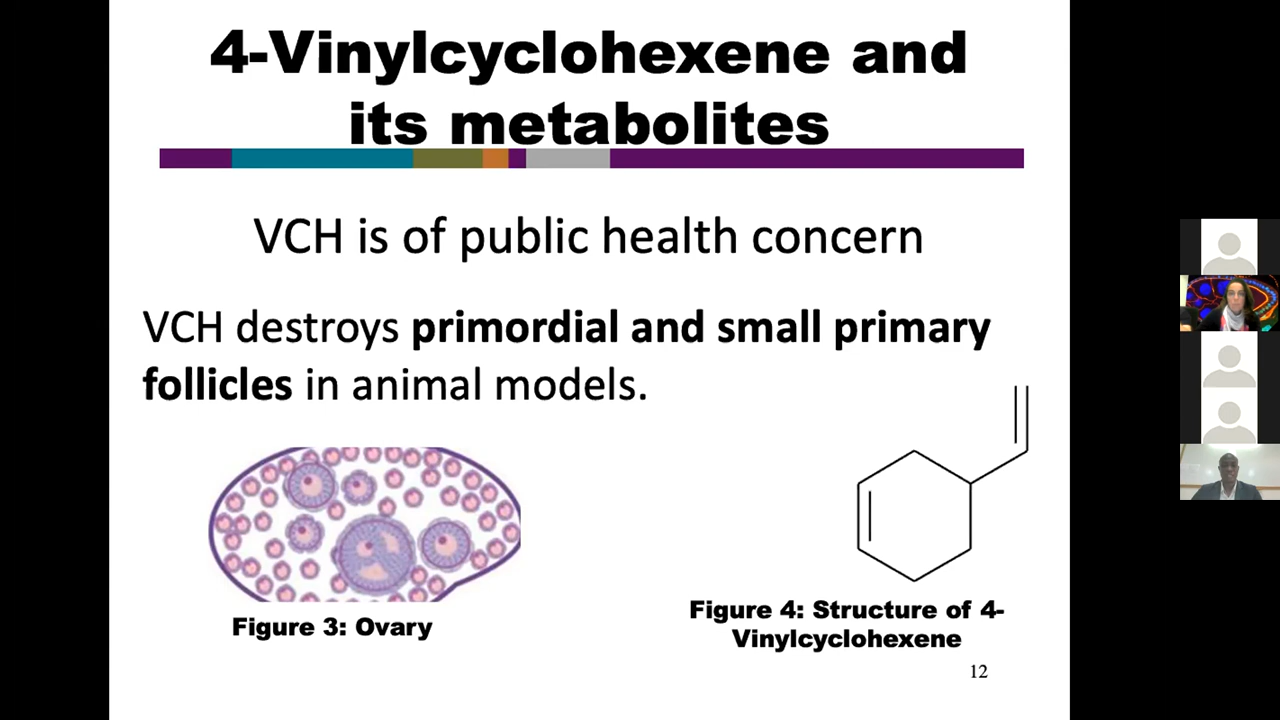 4-Vinylcyclohexene and
its metabolites
VCH is of public health concern
VCH destroys primordial and small primary
follicles in animal models.
Figure 3: Ovary
Figure 4: Structure of 4-
Vinylcyclohexene
12